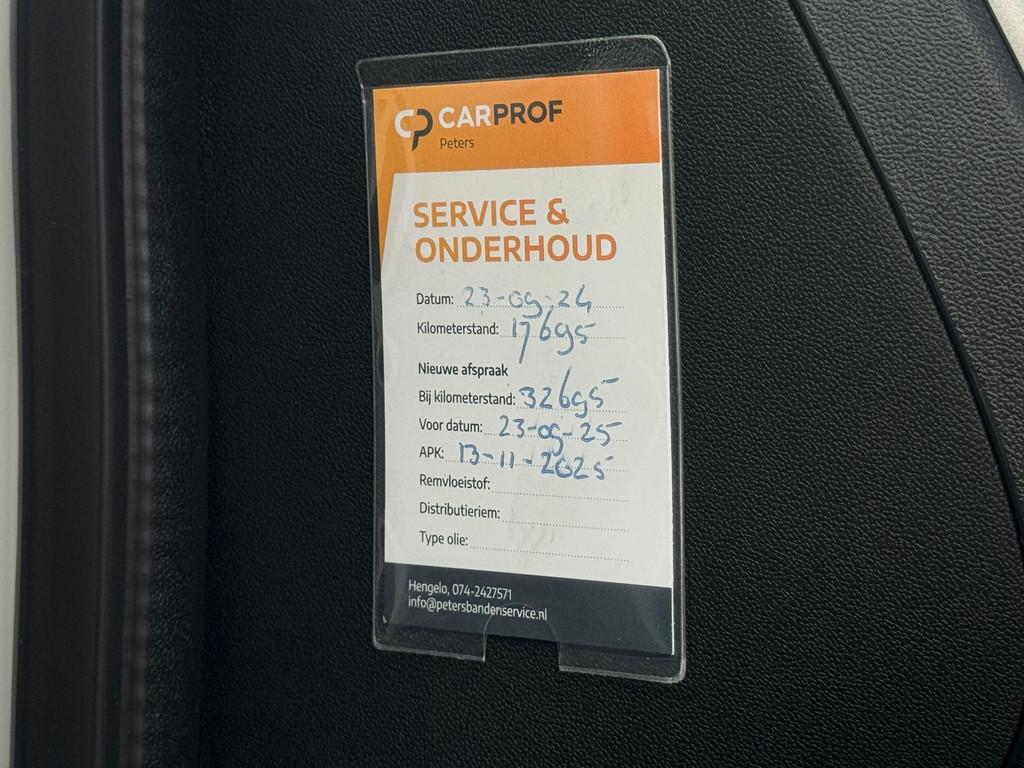 CP CARPROF
Peters
SERVICE &
ONDERHOUD
Datum: 23-09-24
Kilometerstand: 17695
Nieuwe afspraak
Bij kilometerstand: 32695
Voor datum: 23-09-25
APK: 13-11-2025
Remvloeistof:
Distributieriem:
Type olie:
Hengelo, 074-2427571
info@petersbandenservice.nl